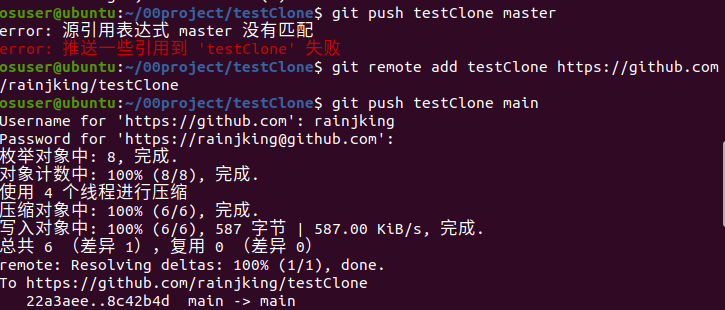 osuser@ubuntu:~/00project/testClone$ git push testClone master
error: 源引用表达式 master 没有匹配
error: 推送一些引用到 'testClone' 失败
osuser@ubuntu:~/00project/testClone$ git remote add testClone https://github.com
/rainjking/testClone
osuser@ubuntu:~/00project/testClone$ git push testClone main
Username for 'https://github.com': rainjking
Password for 'https://rainjking@github.com':
枚举对象中: 8, 完成.
对象计数中: 100% (8/8), 完成.
使用 4 个线程进行压缩
压缩对象中: 100% (6/6), 完成.
写入对象中: 100% (6/6), 587 字节 | 587.00 KiB/s, 完成.
总共 6 （差异 1），复用 0 （差异 0）
remote: Resolving deltas: 100% (1/1), done.
To https://github.com/rainjking/testClone
   22a3aee..8c42b4d  main -> main